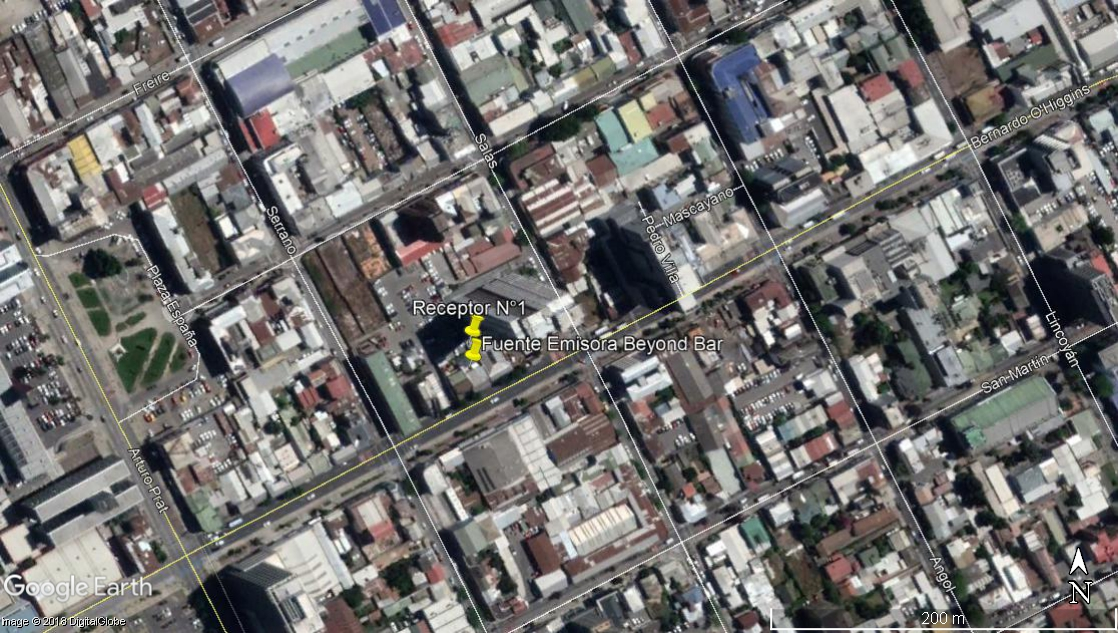 Freire
Salas
Bernardo O'Higgins
Serrano
Mascayano
Pedro Villa
Plaza España
Receptor N°1
Fuente Emisora Beyond Bar
Lincoyán
San Martín
Arturo Prat
Angol
Google Earth
N
200 m
mage © 2018 DigitalGlobe